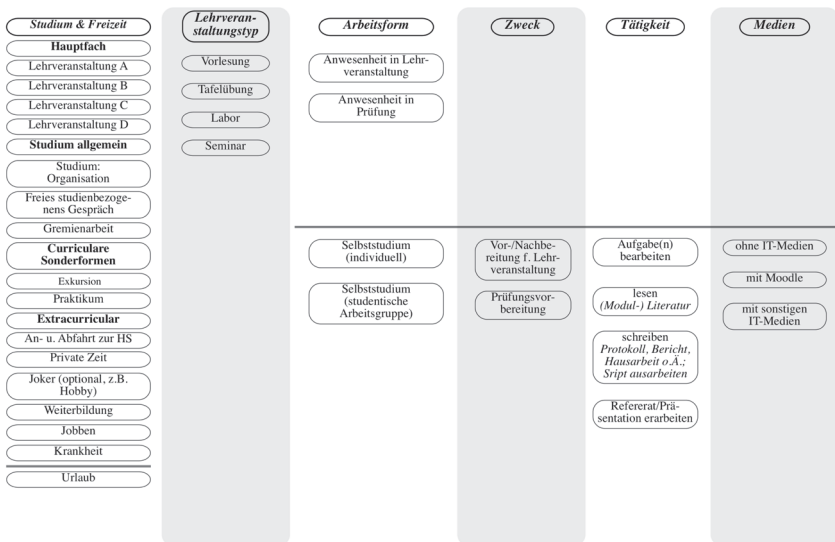 Studium & Freizeit
Hauptfach
Lehrveranstaltung A
Lehrveranstaltung B
Lehrveranstaltung C
Lehrveranstaltung D
Studium allgemein
Studium:
Organisation
Freies studienbezoge-
nens Gespräch
Gremienarbeit
Curriculare
Sonderformen
Exkursion
Praktikum
Extracurricular
An- u. Abfahrt zur HS
Private Zeit
Joker (optional, z.B.
Hobby)
Weiterbildung
Jobben
Krankheit
Urlaub
Lehrveran-
staltungstyp
Vorlesung
Tafelübung
Labor
Seminar
Arbeitsform
Anwesenheit in Lehr-
veranstaltung
Anwesenheit in
Prüfung
Selbststudium
(individuell)
Selbststudium
(studentische
Arbeitsgruppe)
Zweck
Vor-/Nachbe-
reitung f. Lehr-
veranstaltung
Prüfungsvor-
bereitung
Tätigkeit
Aufgabe(n)
bearbeiten
lesen
(Modul-) Literatur
schreiben
Protokoll, Bericht,
Hausarbeit o.Ä.;
Sript ausarbeiten
Refererat/Prä-
sentation erarbeiten
Medien
ohne IT-Medien
mit Moodle
mit sonstigen
IT-Medien